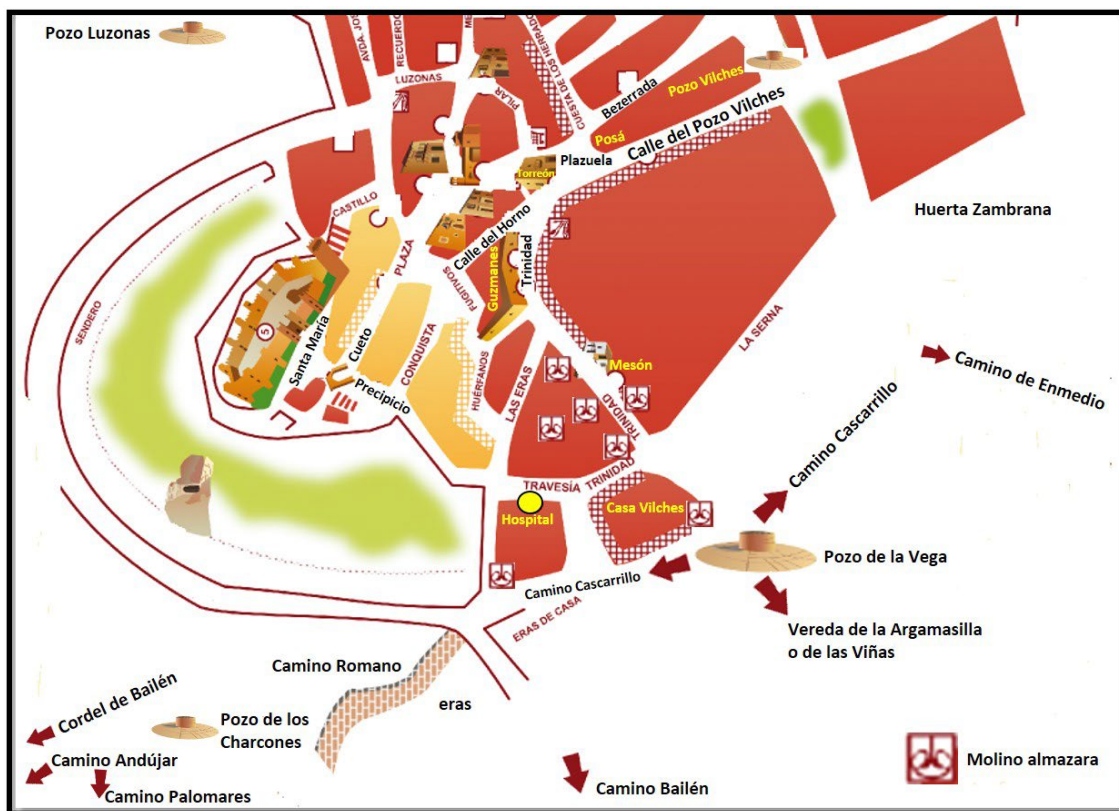 Pozo Luzonas
AVDA. JOS
RECUERDO
ME
LUZONAS
PILAR
CUESTA DE LOS HERRADO
Bezerrada
Pozo Vilches
Posá
Calle del Pozo Vilches
Plazuela
Torreón
CASTILLO
PLAZA
Calle del Horno
Trinidad
Guzmanes
FUGITIVOS
Huerta Zambrana
SENDERO
5
Santa María
Cueto
Precipicio
CONQUISTA
HUÉRFANOS
LAS ERAS
Mesón
TRINIDAD
LA SERNA
Camino de Enmedio
Camino Cascarrillo
TRAVESÍA TRINIDAD
Hospital
Casa Vilches
Pozo de la Vega
Camino Cascarrillo
ERAS DE CASA
Vereda de la Argamasilla
o de las Viñas
Camino Romano
eras
Cordel de Bailén
Pozo de los
Charcones
Camino Andújar
Camino Palomares
Camino Bailén
Molino almazara